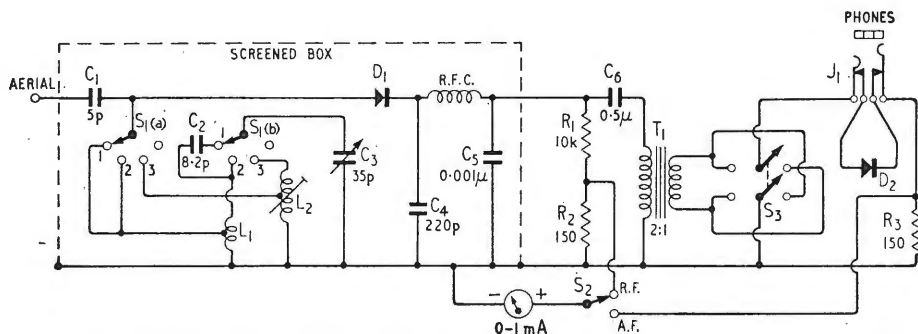 PHONES
SCREENED BOX
J1
AERIAL
C1
5p
D1
R.F.C.
C6
0·5μ
S1(a)
C2
1
S1(b)
1
8·2p
2
3
2
3
C3
35p
C5
0·001μ
R1
10k
T1
D2
L2
C4
220p
R2
150
2:1
S3
L1
R3
150
S2
R.F.
-
+
0-1mA
A.F.